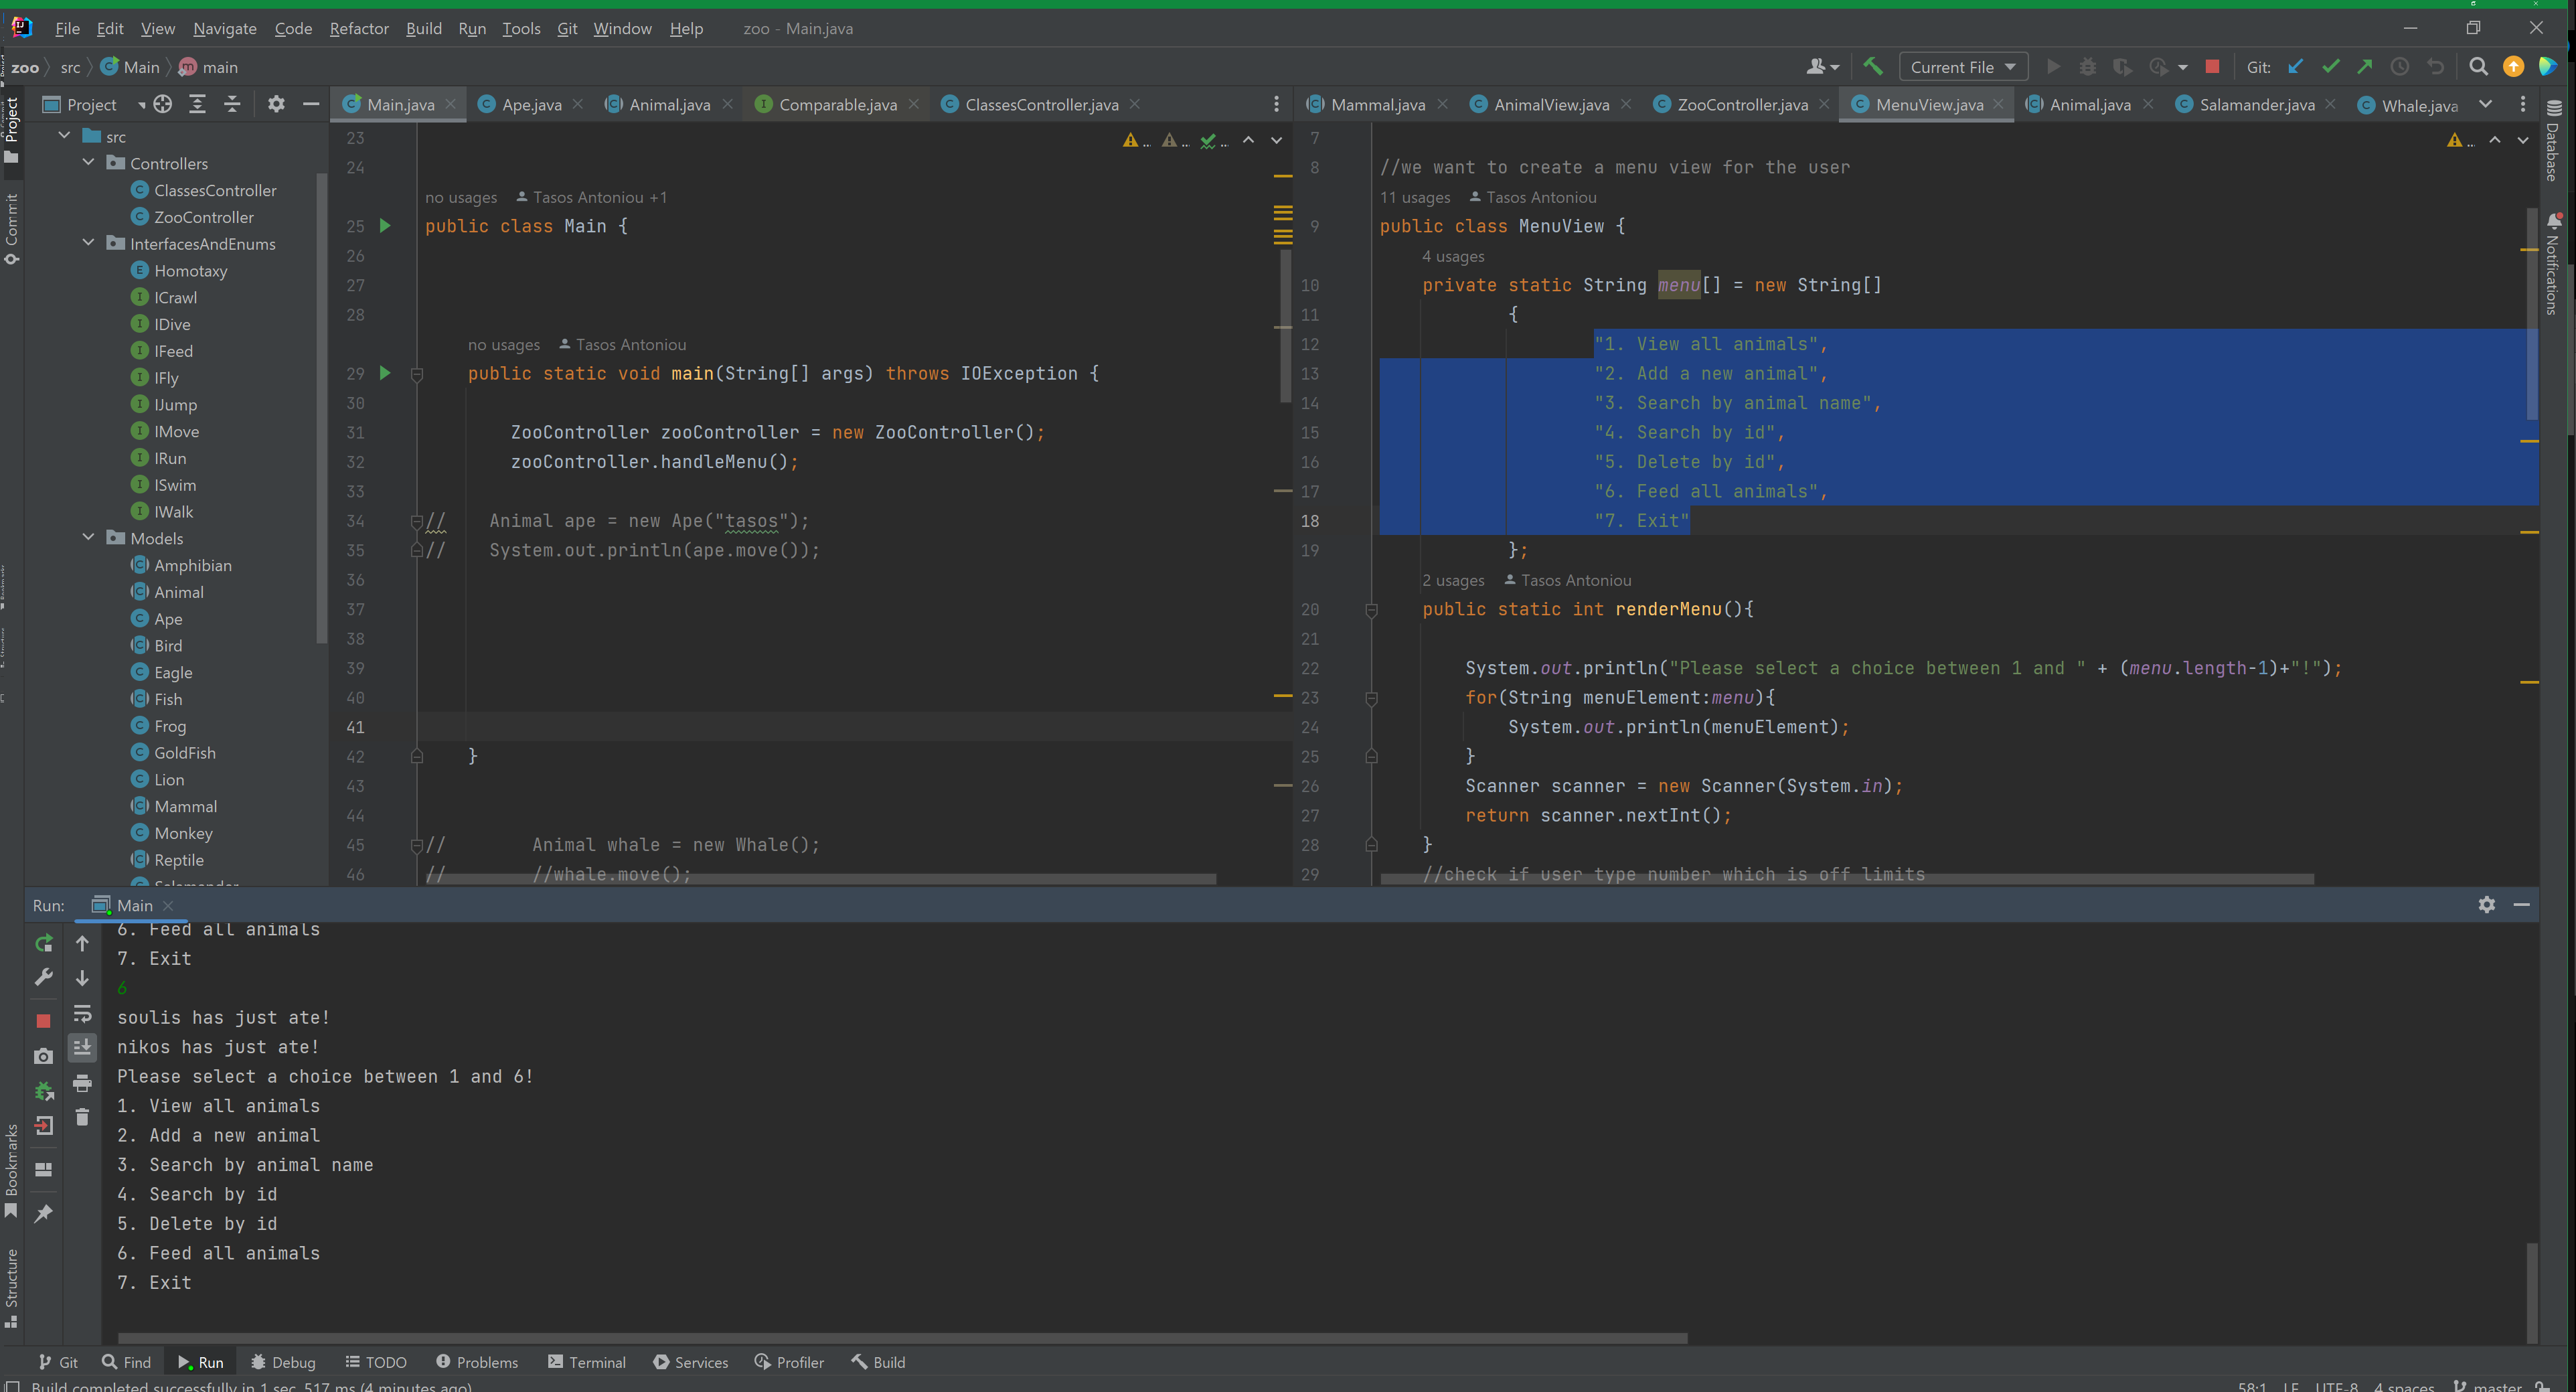 File Edit View Navigate Code Refactor Build Run Tools Git Window Help zoo - Main.java
zoo src Main main
Current File Git:
Project
Main.java Ape.java Animal.java Comparable.java ClassesController.java
Mammal.java AnimalView.java ZooController.java MenuView.java Animal.java Salamander.java Whale.java
Project
Commit
Bookmarks
Structure
Database
Notifications
src
Controllers
ClassesController
ZooController
InterfacesAndEnums
Homotaxy
ICrawl
IDive
IFeed
IFly
IJump
IMove
IRun
ISwim
IWalk
Models
Amphibian
Animal
Ape
Bird
Eagle
Fish
Frog
GoldFish
Lion
Mammal
Monkey
Reptile
Salamander
23
24
no usages Tasos Antoniou +1
25 public class Main {
26
27
28
no usages Tasos Antoniou
29 public static void main(String[] args) throws IOException {
30
31 ZooController zooController = new ZooController();
32 zooController.handleMenu();
33
34 // Animal ape = new Ape("tasos");
35 // System.out.println(ape.move());
36
37
38
39
40
41
42 }
43
44
45 // Animal whale = new Whale();
46 // //whale.move();
7
8 //we want to create a menu view for the user
11 usages Tasos Antoniou
9 public class MenuView {
4 usages
10 private static String menu[] = new String[]
11 {
12 "1. View all animals",
13 "2. Add a new animal",
14 "3. Search by animal name",
15 "4. Search by id",
16 "5. Delete by id",
17 "6. Feed all animals",
18 "7. Exit"
19 };
2 usages Tasos Antoniou
20 public static int renderMenu(){
21
22 System.out.println("Please select a choice between 1 and " + (menu.length-1)+"!");
23 for(String menuElement:menu){
24 System.out.println(menuElement);
25 }
26 Scanner scanner = new Scanner(System.in);
27 return scanner.nextInt();
28 }
29 //check if user type number which is off limits
Run: Main
6. Feed all animals
7. Exit
6
soulis has just ate!
nikos has just ate!
Please select a choice between 1 and 6!
1. View all animals
2. Add a new animal
3. Search by animal name
4. Search by id
5. Delete by id
6. Feed all animals
7. Exit
Git Find Run Debug TODO Problems Terminal Services Profiler Build
Build completed successfully in 1 sec, 517 ms (4 minutes ago) 58:1 LF UTF-8 4 spaces master